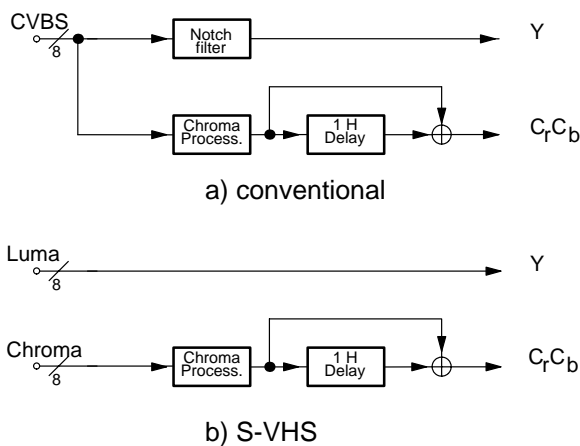 CVBS
8
Notch
filter
Y
Chroma
Process.
1 H
Delay
CrCb
a) conventional
Luma
8
Y
Chroma
8
Chroma
Process.
1 H
Delay
CrCb
b) S-VHS